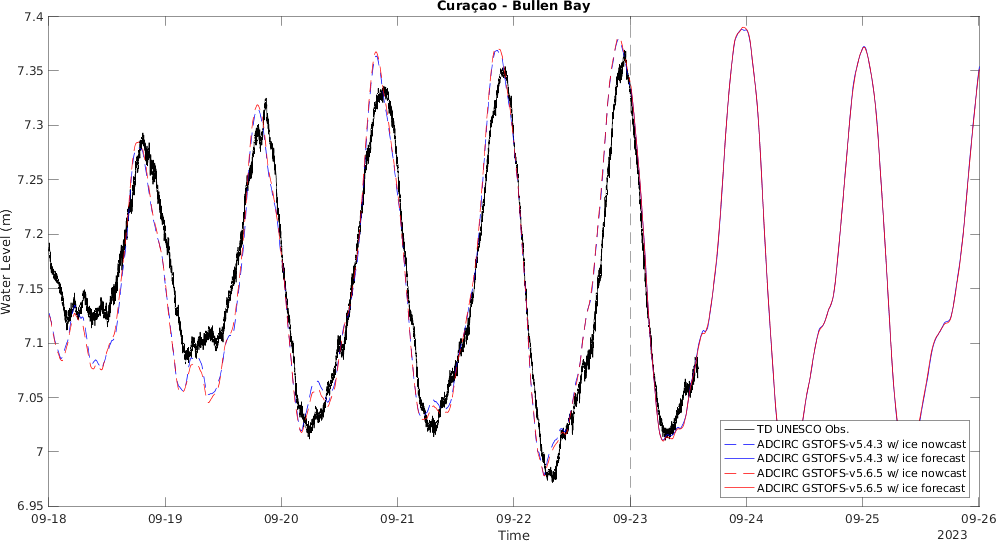 Curaçao - Bullen Bay
7.4
7.35
7.3
7.25
7.2
7.15
7.1
7.05
7
6.95
Water Level (m)
TD UNESCO Obs.
ADCIRC GSTOFS-v5.4.3 w/ ice nowcast
ADCIRC GSTOFS-v5.4.3 w/ ice forecast
ADCIRC GSTOFS-v5.6.5 w/ ice nowcast
ADCIRC GSTOFS-v5.6.5 w/ ice forecast
09-18 09-19 09-20 09-21 09-22 09-23 09-24 09-25 09-26
Time
2023